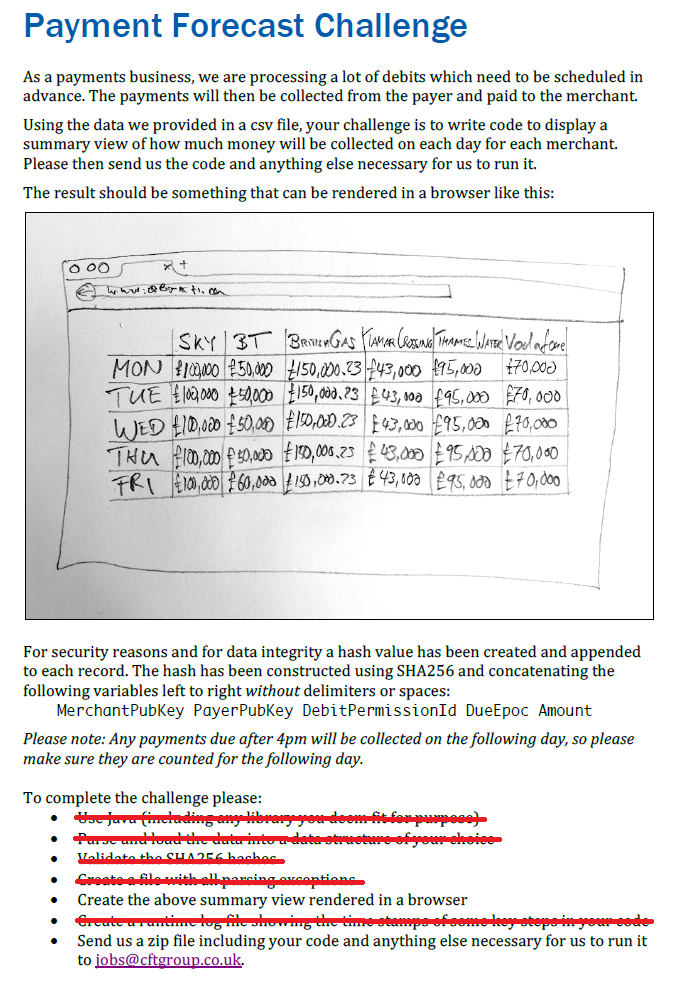 Payment Forecast Challenge
As a payments business, we are processing a lot of debits which need to be scheduled in
advance. The payments will then be collected from the payer and paid to the merchant.
Using the data we provided in a csv file, your challenge is to write code to display a
summary view of how much money will be collected on each day for each merchant.
Please then send us the code and anything else necessary for us to run it.
The result should be something that can be rendered in a browser like this:
SKY BT BRITISH GAS TAMAR CROSSING THAMES WATER Vodafone
MON £100,000 £50,000 £150,000.23 £43,000 £95,000 £70,000
TUE £100,000 £50,000 £150,000.23 £43,000 £95,000 £70,000
WED £100,000 £50,000 £150,000.23 £43,000 £95,000 £70,000
THU £100,000 £50,000 £150,000.23 £43,000 £95,000 £70,000
FRI £100,000 £60,000 £150,000.23 £43,000 £95,000 £70,000
For security reasons and for data integrity a hash value has been created and appended
to each record. The hash has been constructed using SHA256 and concatenating the
following variables left to right without delimiters or spaces:
MerchantPubKey PayerPubKey DebitPermissionId DueEpoc Amount
Please note: Any payments due after 4pm will be collected on the following day, so please
make sure they are counted for the following day.
To complete the challenge please:
• Use Java (including any library you deem fit for purpose)
• Parse and load the data into a data structure of your choice
• Validate the SHA256 hashes
• Create a file with all parsing exceptions
• Create the above summary view rendered in a browser
• Create a runtime log file showing the time stamps of some key steps in your code
• Send us a zip file including your code and anything else necessary for us to run it
to jobs@cftgroup.co.uk.